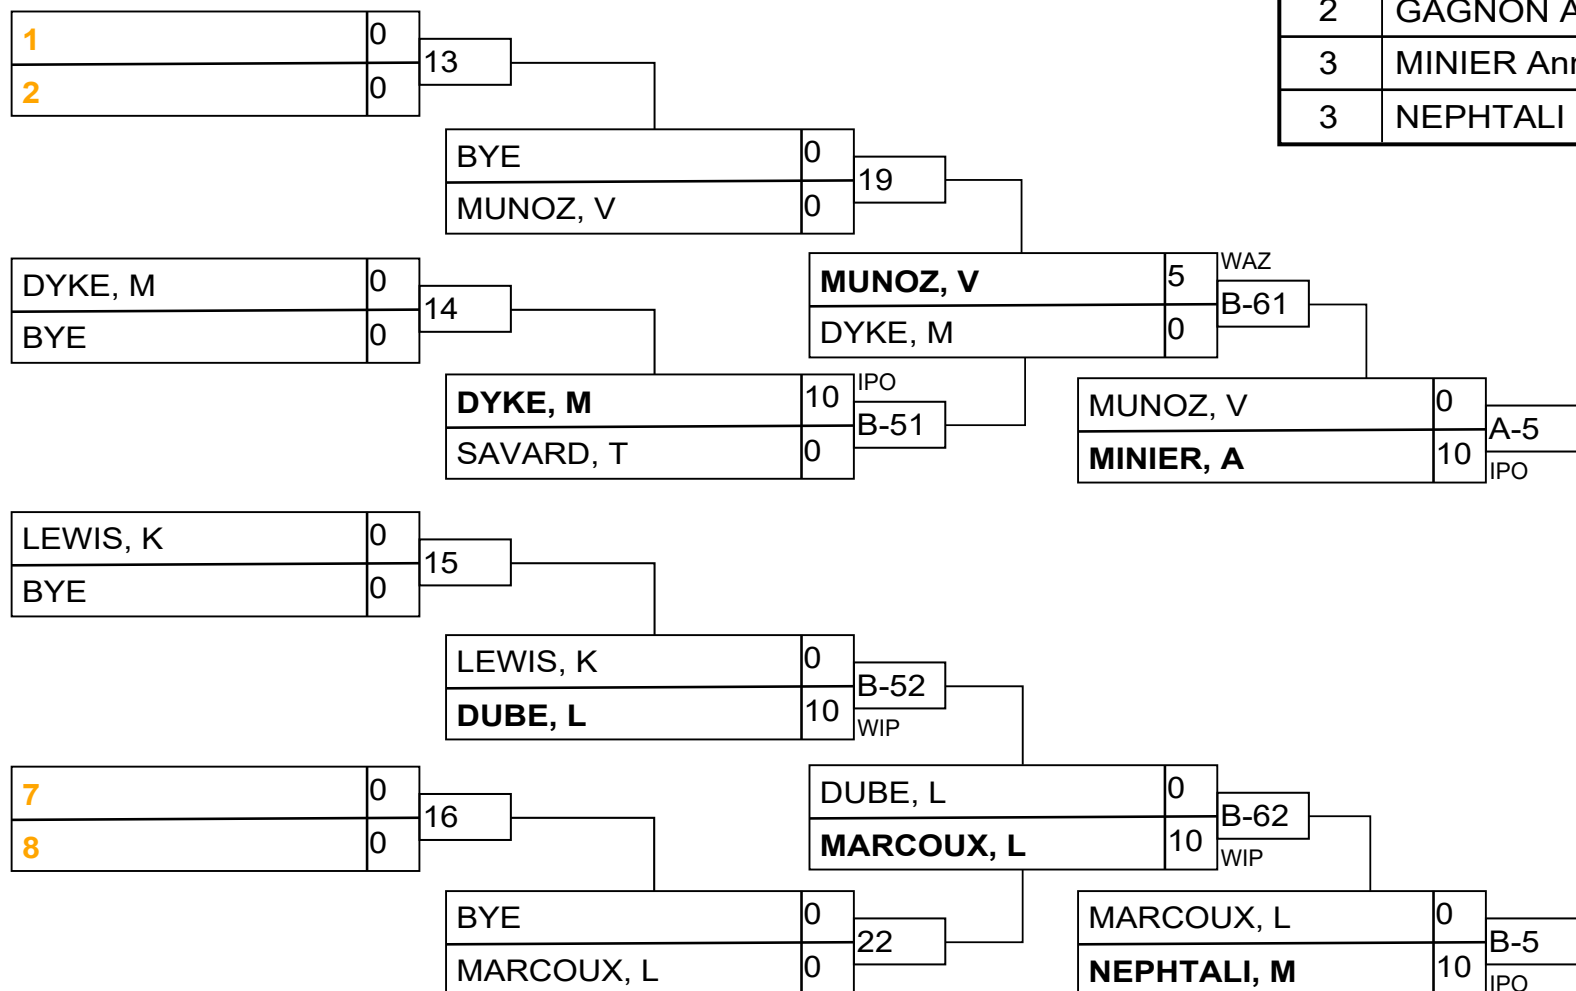 2 GAGNON A
3 MINIER Ann
3 NEPHTALI
1 0
2 0
13
BYE 0
MUNOZ, V 0
19
DYKE, M 0
BYE 0
14
MUNOZ, V 5 WAZ
DYKE, M 0
B-61
DYKE, M 10 IPO
SAVARD, T 0
B-51
MUNOZ, V 0
MINIER, A 10
A-5
IPO
LEWIS, K 0
BYE 0
15
LEWIS, K 0
DUBE, L 10
B-52
WIP
7 0
8 0
16
DUBE, L 0
MARCOUX, L 10
B-62
WIP
BYE 0
MARCOUX, L 0
22
MARCOUX, L 0
NEPHTALI, M 10
B-5
IPO